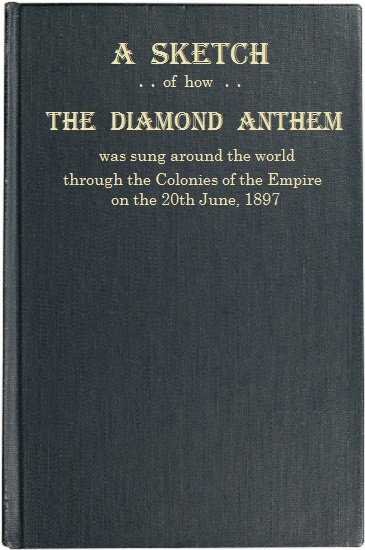 A SKETCH
. . of how . .
THE DIAMOND ANTHEM
was sung around the world
through the Colonies of the Empire
on the 20th June, 1897